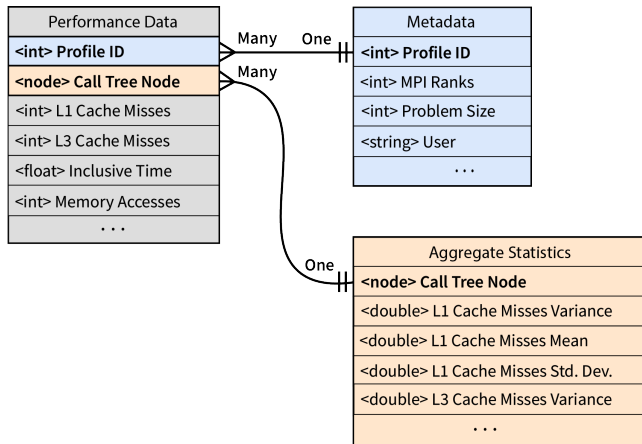 Performance Data
<int> Profile ID
<node> Call Tree Node
<int> L1 Cache Misses
<int> L3 Cache Misses
<float> Inclusive Time
<int> Memory Accesses
...
Many
One
Many
One
Metadata
<int> Profile ID
<int> MPI Ranks
<int> Problem Size
<string> User
...
Aggregate Statistics
<node> Call Tree Node
<double> L1 Cache Misses Variance
<double> L1 Cache Misses Mean
<double> L1 Cache Misses Std. Dev.
<double> L3 Cache Misses Variance
...